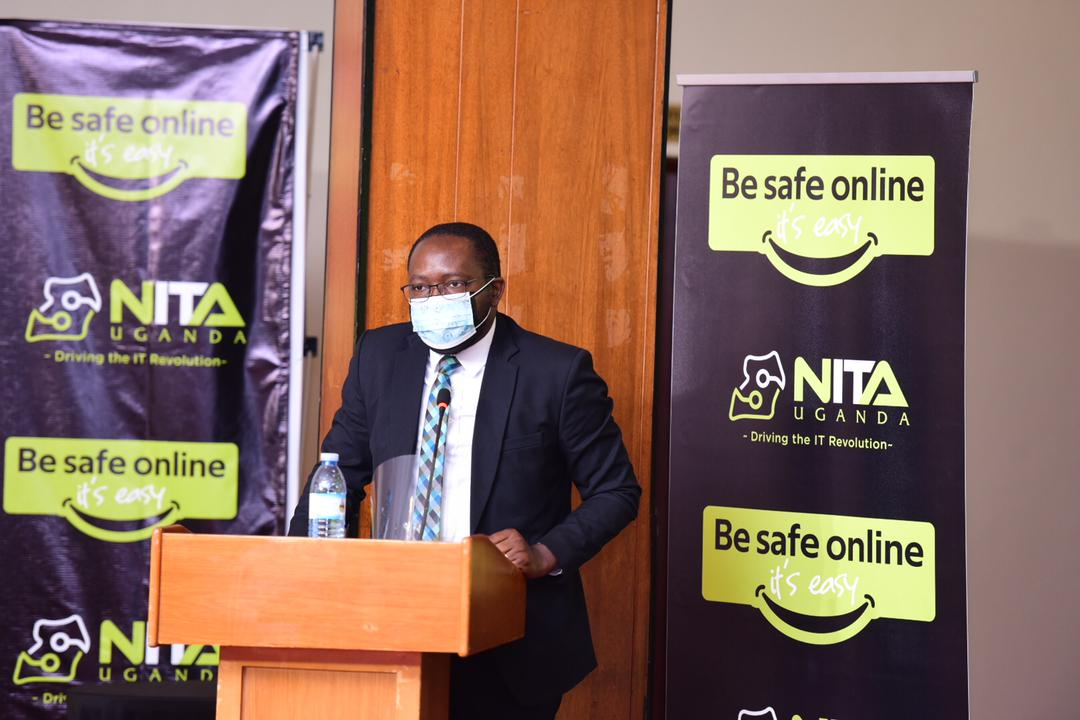 Be safe online
it's easy
NITA
UGANDA
- Driving the IT Revolution-
Be safe online
it's easy
NITA
UGANDA
Be safe online
it's easy
NITA
UGANDA
- Driving the IT Revolution-
Be safe online
it's easy